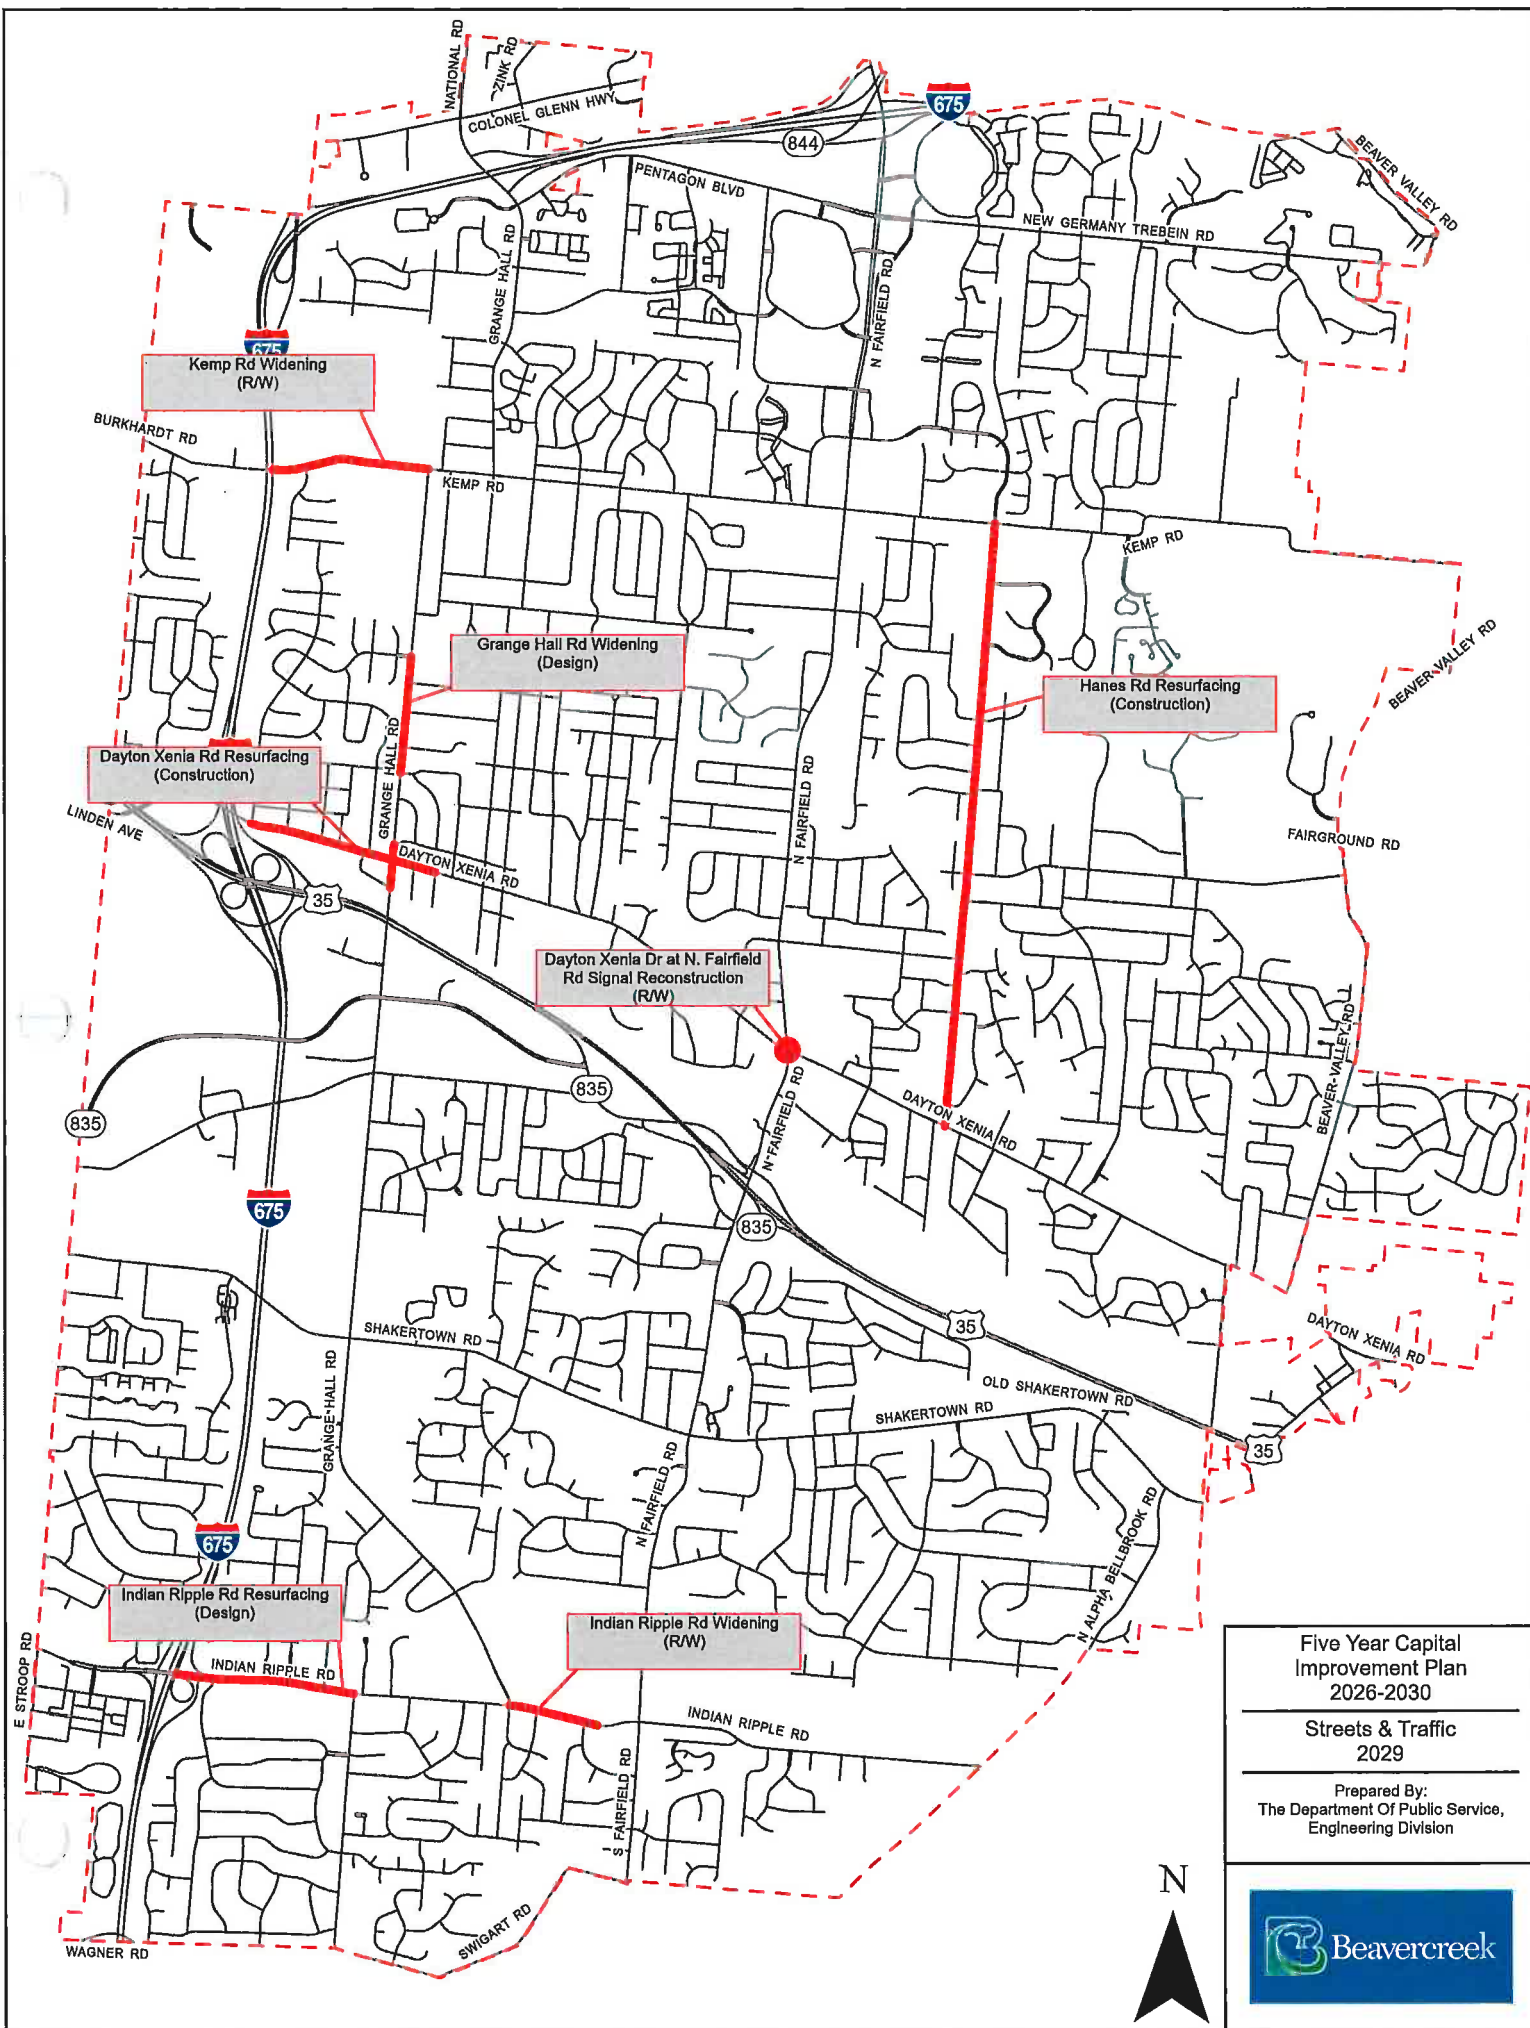 NATIONAL RD
ZINK RD
COLONEL GLENN HWY
675
844
BEAVER VALLEY RD
PENTAGON BLVD
NEW GERMANY TREBEIN RD
GRANGE HALL RD
N FAIRFIELD RD
675
Kemp Rd Widening
(R/W)
BURKHARDT RD
KEMP RD
KEMP RD
Grange Hall Rd Widening
(Design)
BEAVER-VALLEY RD
Hanes Rd Resurfacing
(Construction)
GRANGE HALL RD
Dayton Xenia Rd Resurfacing
(Construction)
N FAIRFIELD RD
LINDEN AVE
FAIRGROUND RD
DAYTON XENIA RD
35
Dayton Xenia Dr at N. Fairfield
Rd Signal Reconstruction
(R/W)
BEAVER-VALLEY-RD
835
835
N-FAIRFIELD RD
DAYTON XENIA RD
675
835
35
SHAKERTOWN RD
DAYTON XENIA RD
GRANGE-HALL RD
OLD SHAKERTOWN RD
SHAKERTOWN RD
35
N FAIRFIELD RD
N ALPHA BELLBROOK RD
675
Indian Ripple Rd Resurfacing
(Design)
Indian Ripple Rd Widening
(R/W)
E STROOP RD
INDIAN RIPPLE RD
INDIAN RIPPLE RD
S FAIRFIELD RD
SWIGART RD
WAGNER RD
Five Year Capital
Improvement Plan
2026-2030
Streets & Traffic
2029
Prepared By:
The Department Of Public Service,
Engineering Division
N
Beavercreek